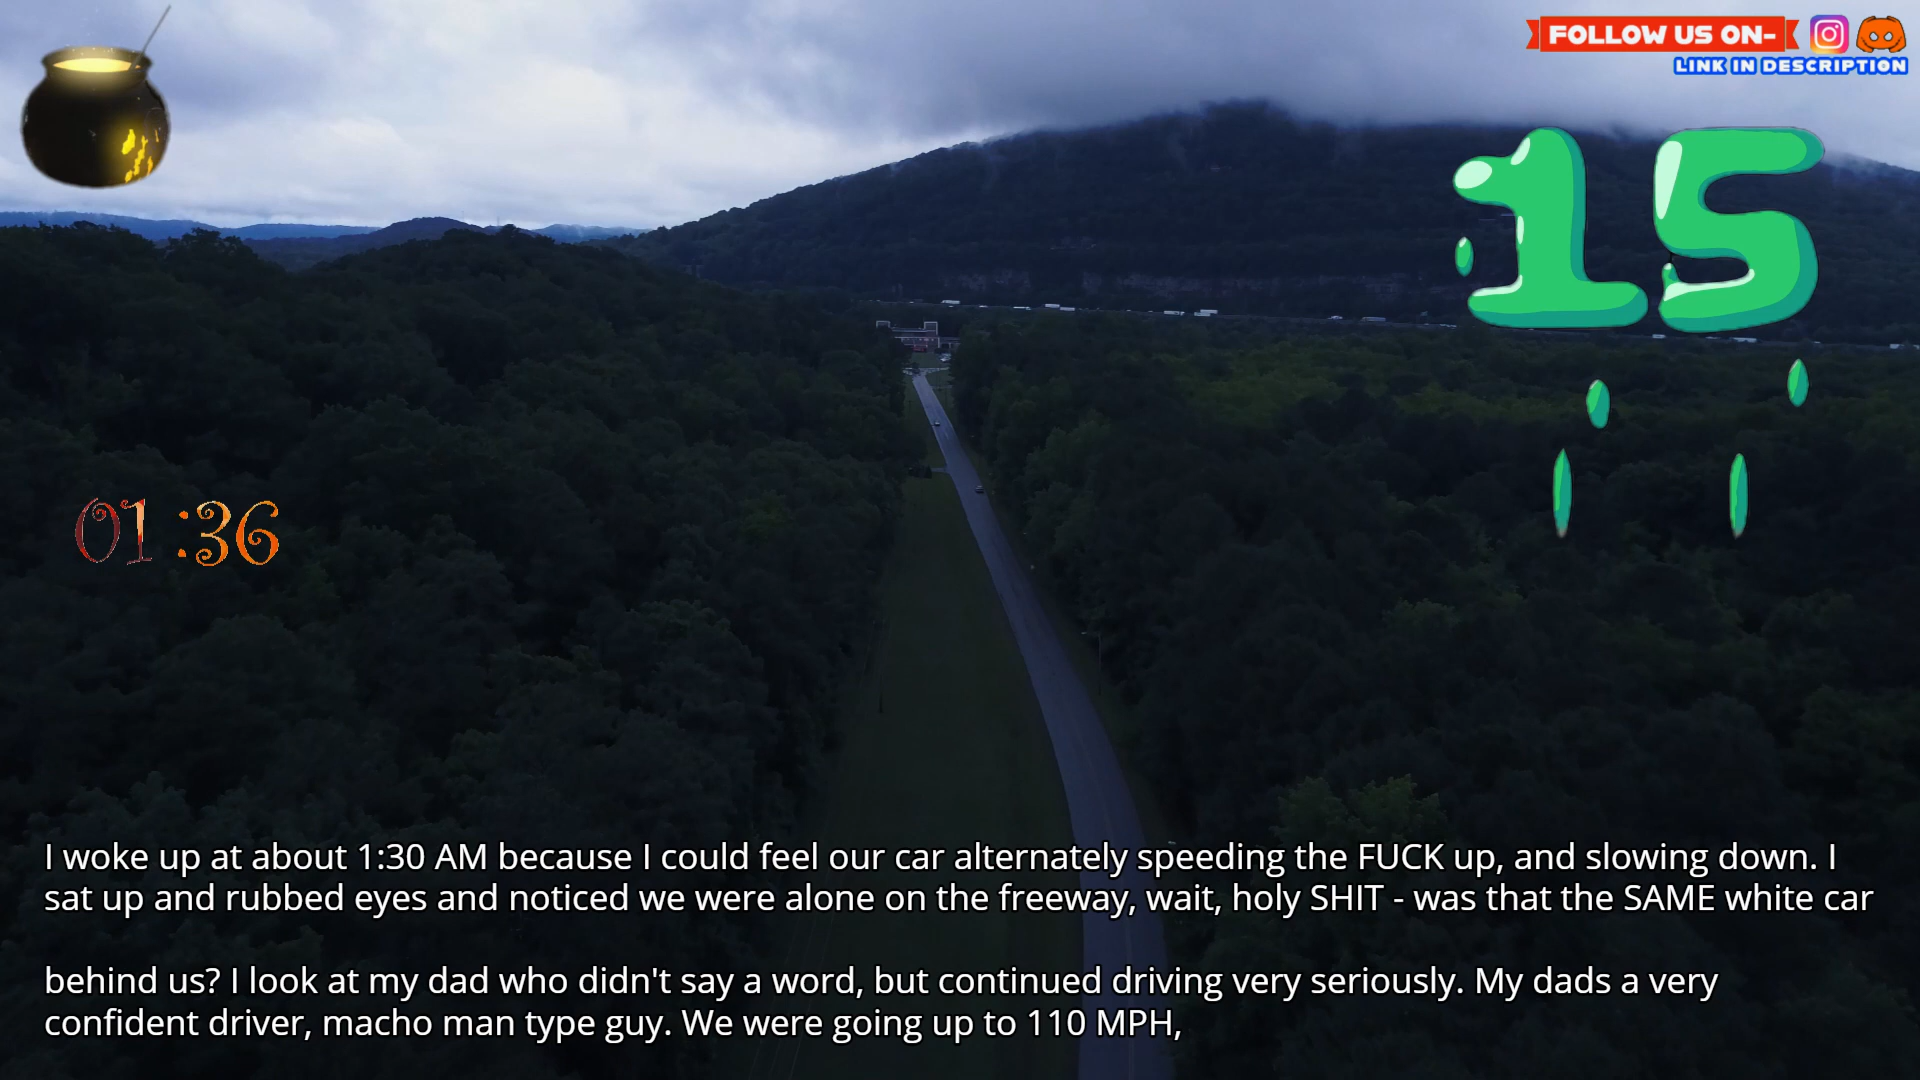 FOLLOW US ON-
LINK IN DESCRIPTION
15
01:36
I woke up at about 1:30 AM because I could feel our car alternately speeding the FUCK up, and slowing down. I
sat up and rubbed eyes and noticed we were alone on the freeway, wait, holy SHIT - was that the SAME white car
behind us? I look at my dad who didn't say a word, but continued driving very seriously. My dads a very
confident driver, macho man type guy. We were going up to 110 MPH,